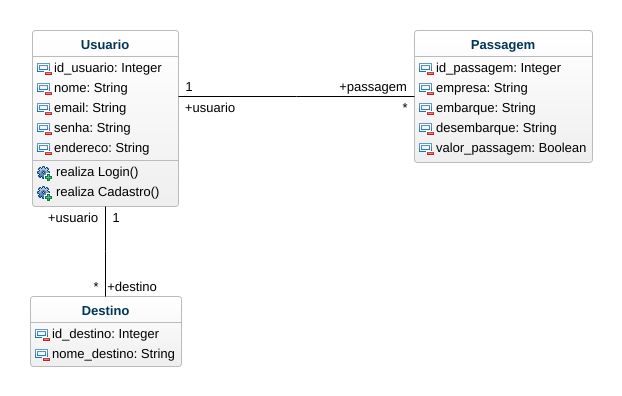 Usuario
id_usuario: Integer
nome: String
email: String
senha: String
endereco: String
realiza Login()
realiza Cadastro()
1
+usuario
+passagem
*
Passagem
id_passagem: Integer
empresa: String
embarque: String
desembarque: String
valor_passagem: Boolean
+usuario
1
*
+destino
Destino
id_destino: Integer
nome_destino: String